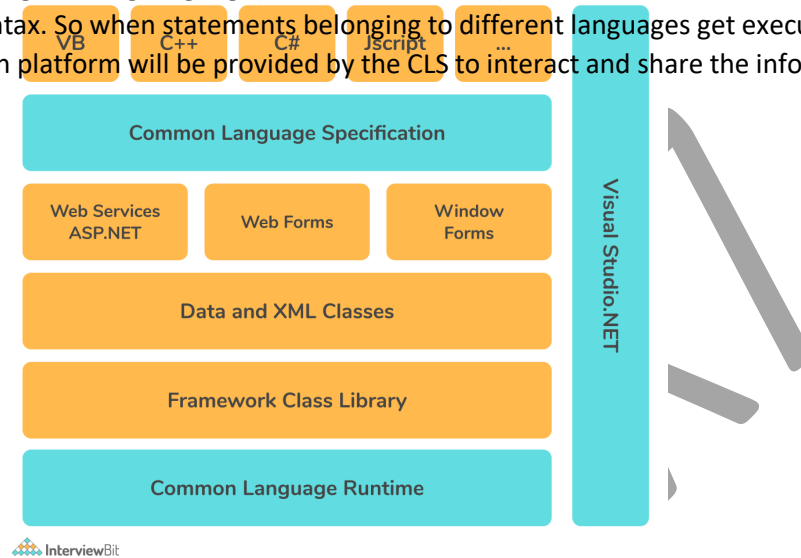 ntax. So when statements belonging to different languages get execu
VB C++ C# Jscript ...
n platform will be provided by the CLS to interact and share the info
Common Language Specification
Web Services
ASP.NET
Web Forms
Window
Forms
Visual Studio.NET
Data and XML Classes
Framework Class Library
Common Language Runtime
InterviewBit